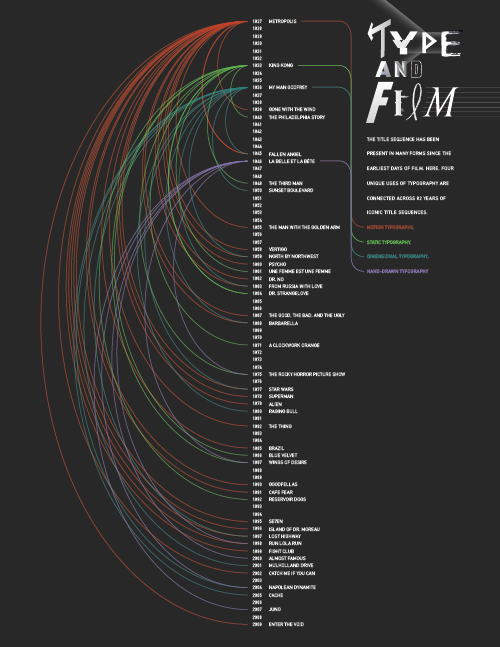 TYPE
AND
FILM
THE TITLE SEQUENCE HAS BEEN
PRESENT IN MANY FORMS SINCE THE
EARLIEST DAYS OF FILM. HERE, FOUR
UNIQUE USES OF TYPOGRAPHY ARE
CONNECTED ACROSS 82 YEARS OF
ICONIC TITLE SEQUENCES.
MOTION TYPOGRAPHY,
STATIC TYPOGRAPHY,
DIMENSIONAL TYPOGRAPHY,
HAND-DRAWN TYPOGRAPHY
1927 METROPOLIS
1928
1929
1930
1931
1932
1933 KING KONG
1934
1935
1936 MY MAN GODFREY
1937
1938
1939 GONE WITH THE WIND
1940 THE PHILADELPHIA STORY
1941
1942
1943
1944
1945 FALLEN ANGEL
1946 LA BELLE ET LA BÊTE
1947
1948
1949 THE THIRD MAN
1950 SUNSET BOULEVARD
1951
1952
1953
1954
1955 THE MAN WITH THE GOLDEN ARM
1956
1957
1958 VERTIGO
1959 NORTH BY NORTHWEST
1960 PSYCHO
1961 UNE FEMME EST UNE FEMME
1962 DR. NO
1963 FROM RUSSIA WITH LOVE
1964 DR. STRANGELOVE
1965
1966
1967 THE GOOD, THE BAD, AND THE UGLY
1968 BARBARELLA
1969
1970
1971 A CLOCKWORK ORANGE
1972
1973
1974
1975 THE ROCKY HORROR PICTURE SHOW
1976
1977 STAR WARS
1978 SUPERMAN
1979 ALIEN
1980 RAGING BULL
1981
1982 THE THING
1983
1984
1985 BRAZIL
1986 BLUE VELVET
1987 WINGS OF DESIRE
1988
1989
1990 GOODFELLAS
1991 CAPE FEAR
1992 RESERVOIR DOGS
1993
1994
1995 SE7EN
1996 ISLAND OF DR. MOREAU
1997 LOST HIGHWAY
1998 RUN LOLA RUN
1999 FIGHT CLUB
2000 ALMOST FAMOUS
2001 MULHOLLAND DRIVE
2002 CATCH ME IF YOU CAN
2003
2004 NAPOLEAN DYNAMITE
2005 CACHE
2006
2007 JUNO
2008
2009 ENTER THE VOID